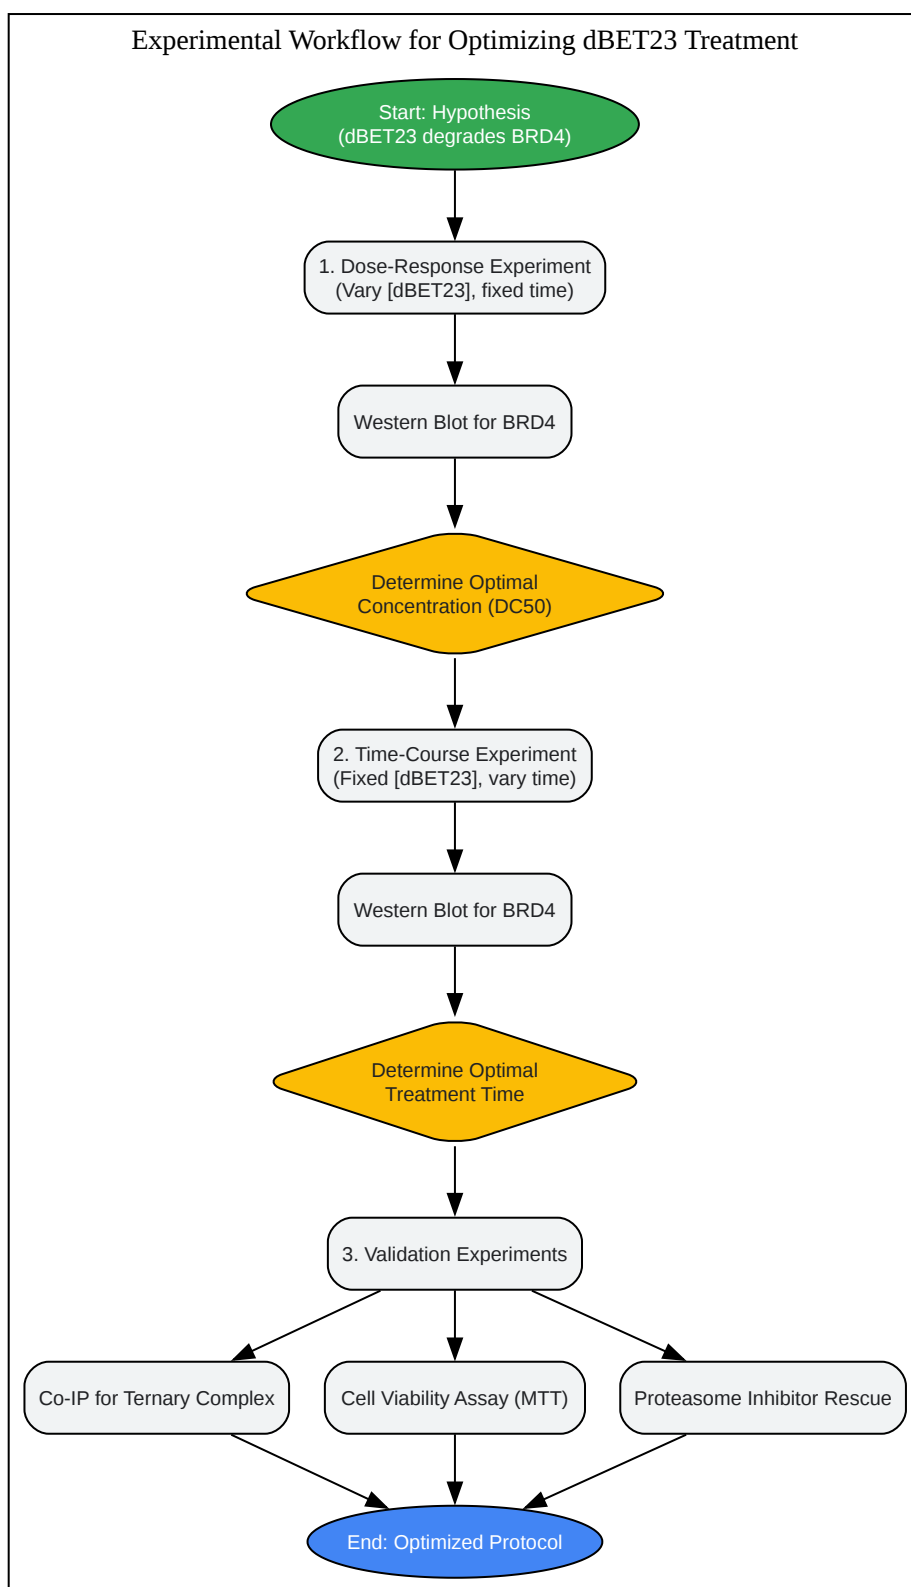 Experimental Workflow for Optimizing dBET23 Treatment
Start: Hypothesis
(dBET23 degrades BRD4)
1. Dose-Response Experiment
(Vary [dBET23], fixed time)
Western Blot for BRD4
Determine Optimal
Concentration (DC50)
2. Time-Course Experiment
(Fixed [dBET23], vary time)
Western Blot for BRD4
Determine Optimal
Treatment Time
3. Validation Experiments
Co-IP for Ternary Complex
Cell Viability Assay (MTT)
Proteasome Inhibitor Rescue
End: Optimized Protocol